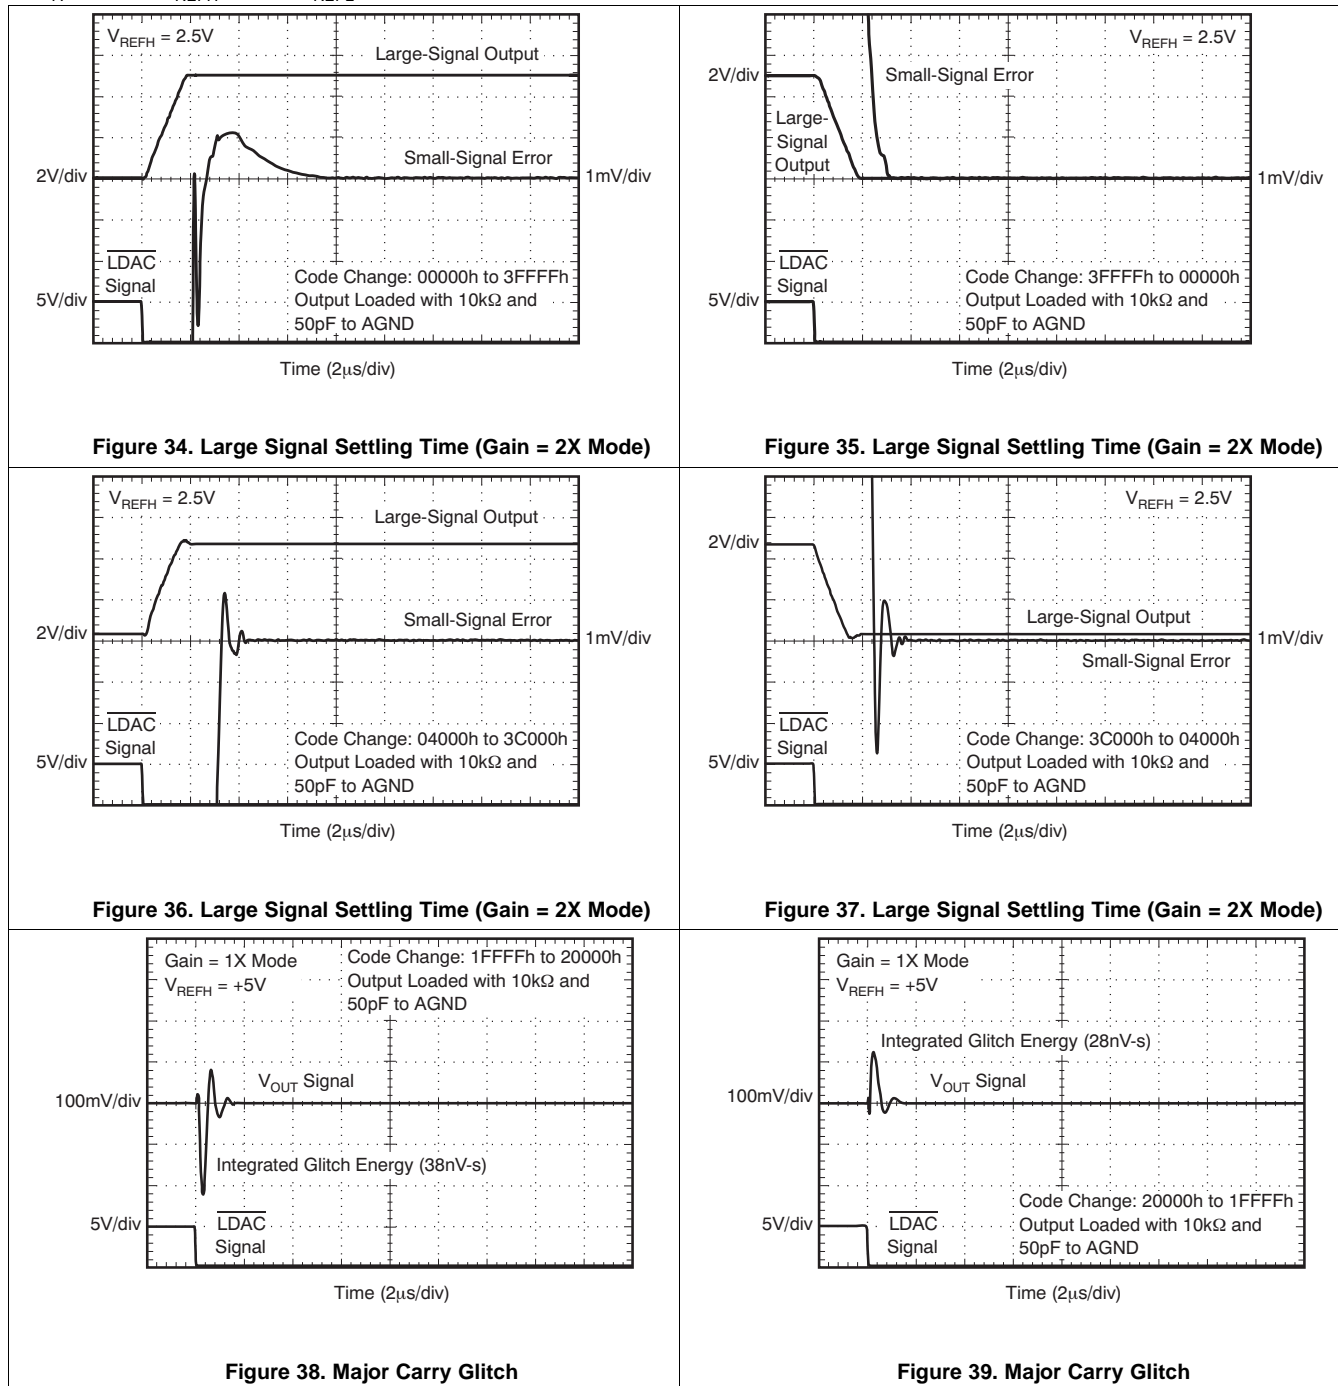 V_REFH = 2.5V
Large-Signal Output
2V/div
Small-Signal Error
1mV/div
LDAC
Signal
5V/div
Code Change: 00000h to 3FFFFh
Output Loaded with 10kΩ and
50pF to AGND
Time (2μs/div)
Figure 34. Large Signal Settling Time (Gain = 2X Mode)
V_REFH = 2.5V
2V/div
Small-Signal Error
Large-
Signal
Output
1mV/div
LDAC
Signal
5V/div
Code Change: 3FFFFh to 00000h
Output Loaded with 10kΩ and
50pF to AGND
Time (2μs/div)
Figure 35. Large Signal Settling Time (Gain = 2X Mode)
V_REFH = 2.5V
Large-Signal Output
2V/div
Small-Signal Error
1mV/div
LDAC
Signal
5V/div
Code Change: 04000h to 3C000h
Output Loaded with 10kΩ and
50pF to AGND
Time (2μs/div)
Figure 36. Large Signal Settling Time (Gain = 2X Mode)
V_REFH = 2.5V
2V/div
Large-Signal Output
1mV/div
Small-Signal Error
LDAC
Signal
5V/div
Code Change: 3C000h to 04000h
Output Loaded with 10kΩ and
50pF to AGND
Time (2μs/div)
Figure 37. Large Signal Settling Time (Gain = 2X Mode)
Gain = 1X Mode
V_REFH = +5V
Code Change: 1FFFFh to 20000h
Output Loaded with 10kΩ and
50pF to AGND
V_OUT Signal
100mV/div
Integrated Glitch Energy (38nV-s)
5V/div
LDAC
Signal
Time (2μs/div)
Figure 38. Major Carry Glitch
Gain = 1X Mode
V_REFH = +5V
Integrated Glitch Energy (28nV-s)
V_OUT Signal
100mV/div
5V/div
LDAC
Signal
Code Change: 20000h to 1FFFFh
Output Loaded with 10kΩ and
50pF to AGND
Time (2μs/div)
Figure 39. Major Carry Glitch